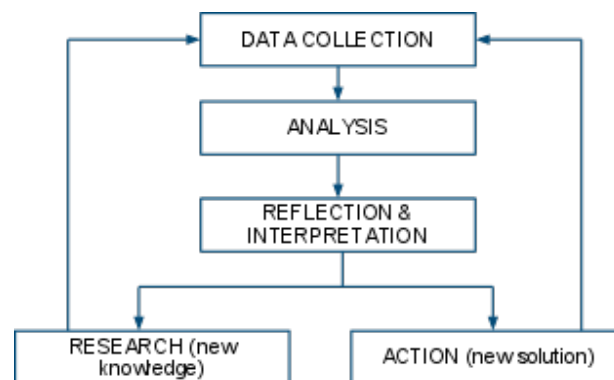 DATA COLLECTION
ANALYSIS
REFLECTION &
INTERPRETATION
RESEARCH (new
knowledge)
ACTION (new solution)